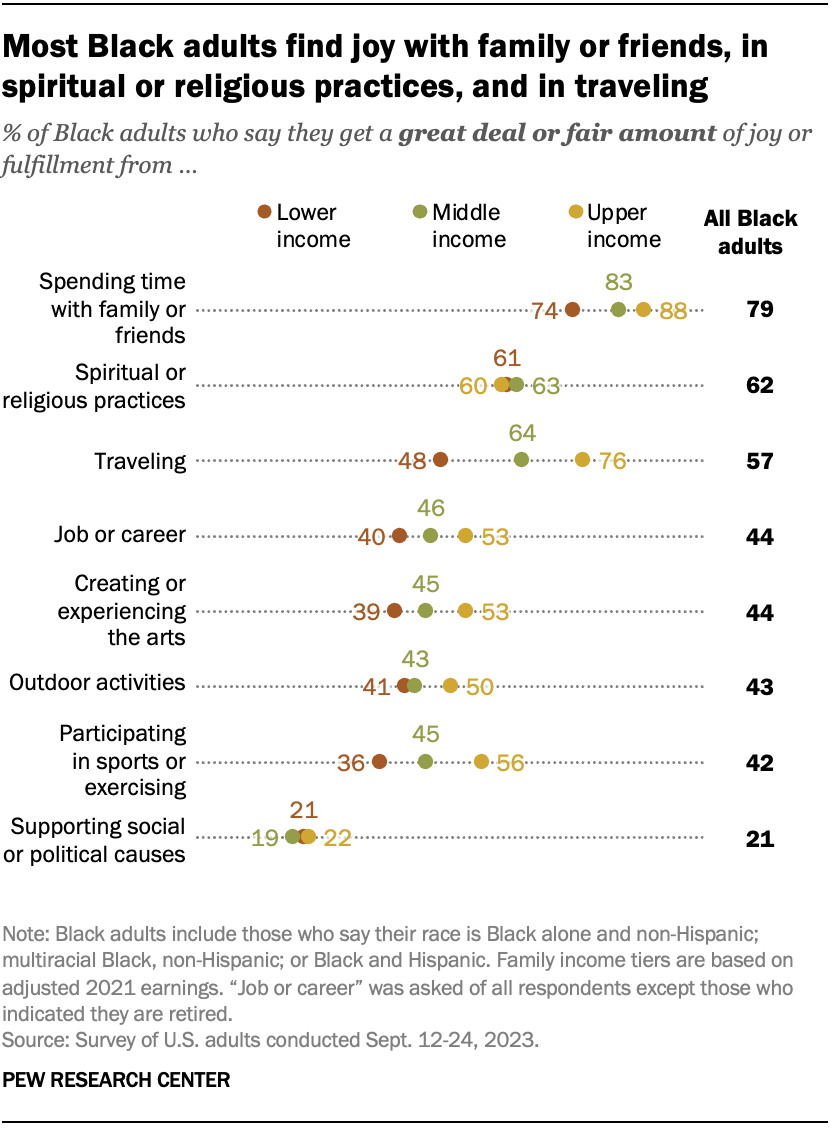 Most Black adults find joy with family or friends, in
spiritual or religious practices, and in traveling
% of Black adults who say they get a great deal or fair amount of joy or
fulfillment from ...
Lower
income
Middle
income
Upper
income
All Black
adults
Spending time
with family or
friends
74
83
88
79
Spiritual or
religious practices
60
61
63
62
Traveling
48
64
76
57
Job or career
40
46
53
44
Creating or
experiencing
the arts
39
45
53
44
Outdoor activities
41
43
50
43
Participating
in sports or
exercising
36
45
56
42
Supporting social
or political causes
19
21
22
21
Note: Black adults include those who say their race is Black alone and non-Hispanic;
multiracial Black, non-Hispanic; or Black and Hispanic. Family income tiers are based on
adjusted 2021 earnings. “Job or career” was asked of all respondents except those who
indicated they are retired.
Source: Survey of U.S. adults conducted Sept. 12-24, 2023.
PEW RESEARCH CENTER